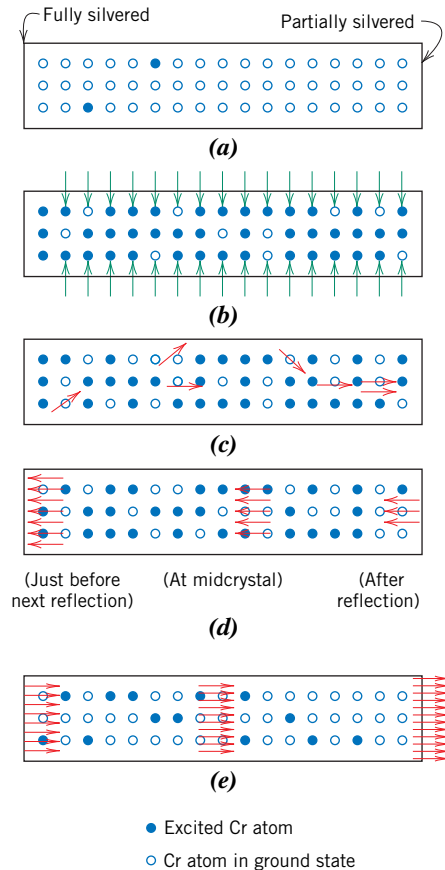 Fully silvered
Partially silvered
(a)
(b)
(c)
(Just before
next reflection)
(At midcrystal)
(After
reflection)
(d)
(e)
Excited Cr atom
Cr atom in ground state